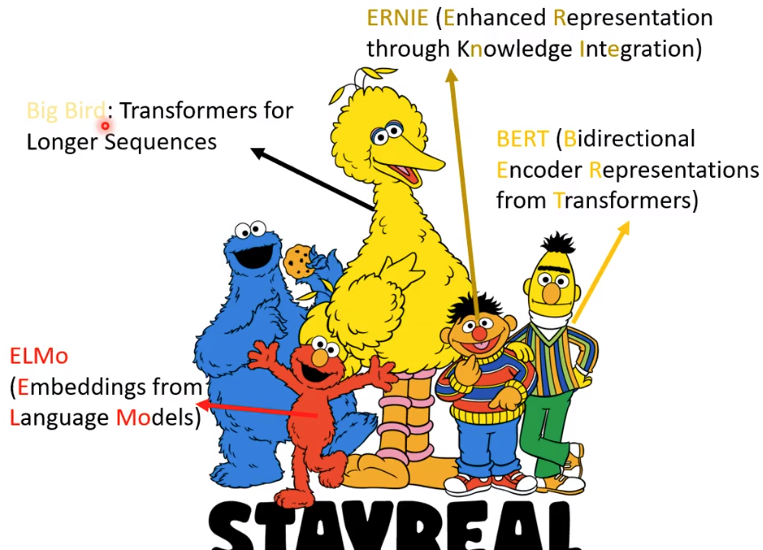 ERNIE (Enhanced Representation
through Knowledge Integration)
Big Bird: Transformers for
Longer Sequences
BERT (Bidirectional
Encoder Representations
from Transformers)
ELMo
(Embeddings from
Language Models)
STAYREAL